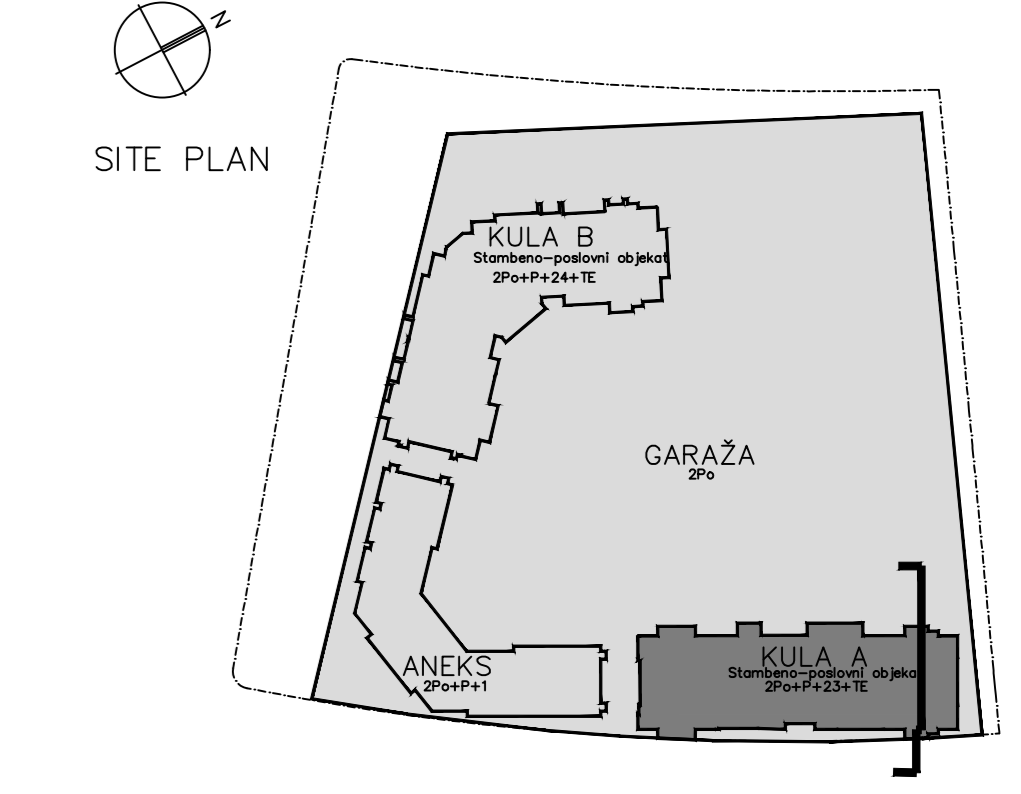 N
SITE PLAN
KULA B
Stambeno-poslovni objekat
2Po+P+24+TE
GARAŽA
2Po
ANEKS
2Po+P+1
KULA A
Stambeno-poslovni objeka
2Po+P+23+TE